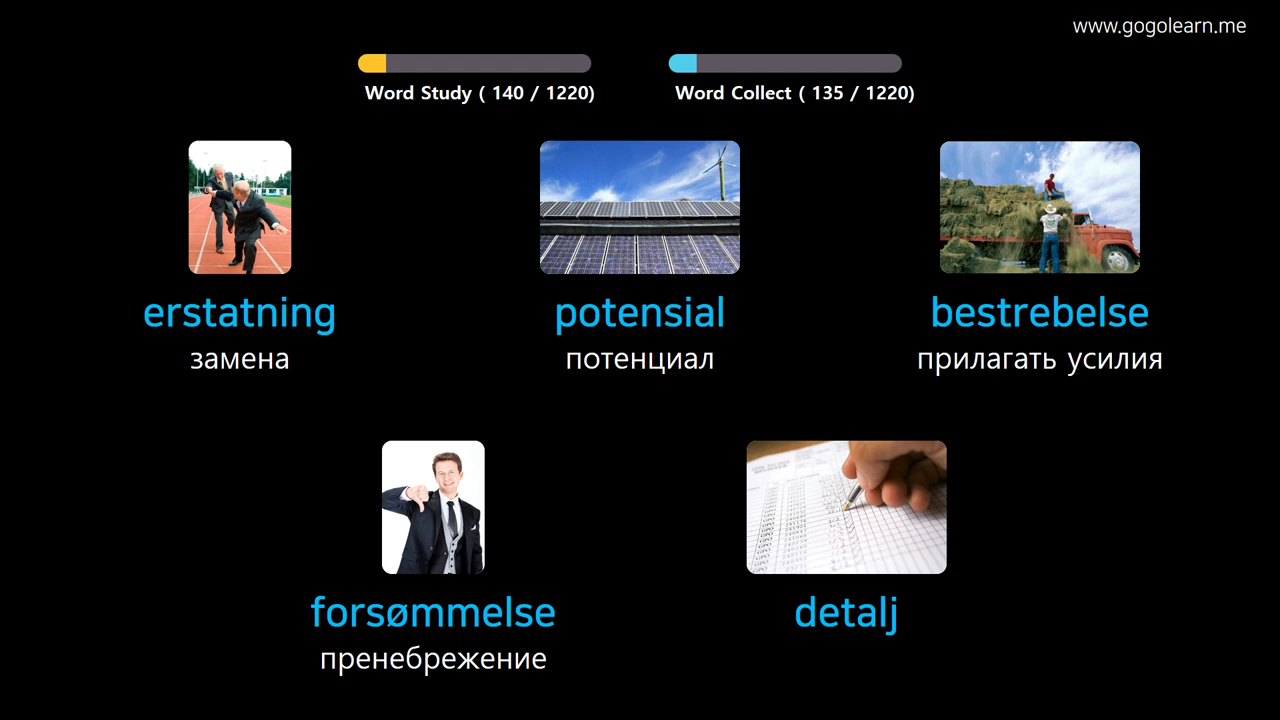 www.gogolearn.me
Word Study ( 140 / 1220)
Word Collect ( 135 / 1220)
erstatning
potensial
bestrebelse
замена
потенциал
прилагать усилия
forsømmelse
detalj
пренебрежение